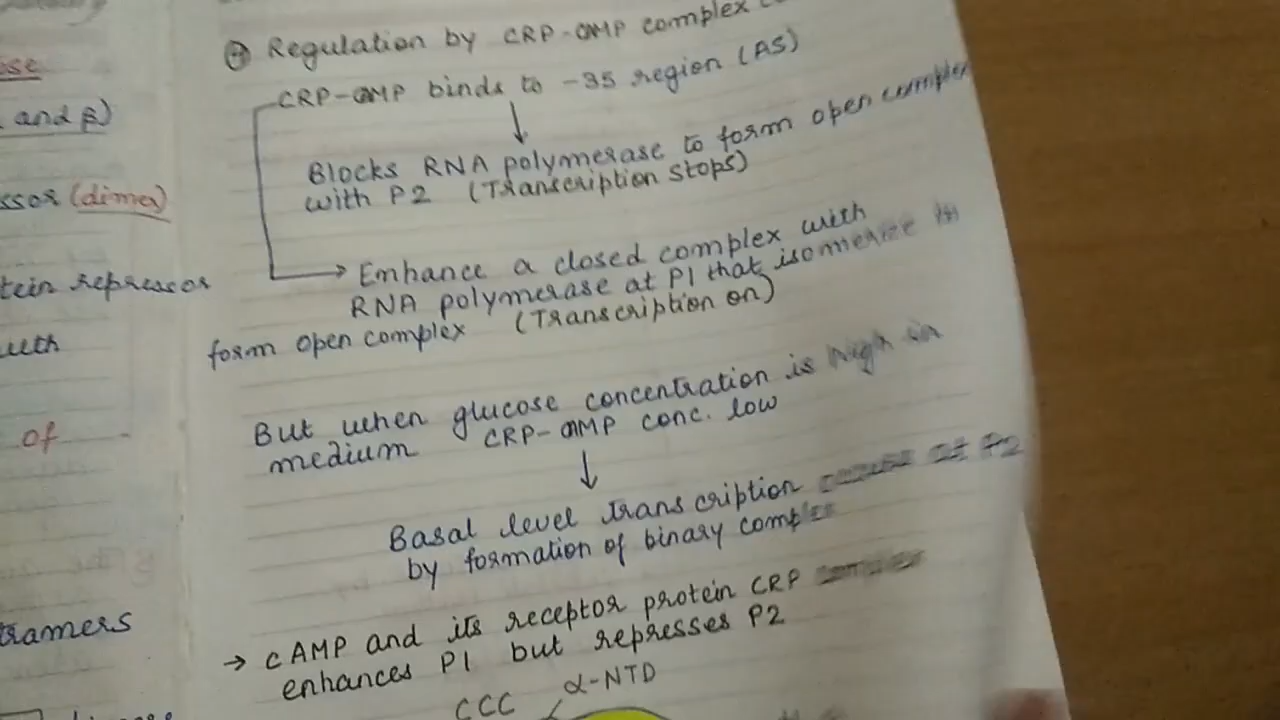 se
and β)
ssor (dimer)
tein repressor
with
of
tramers
Regulation by CRP-cAMP complex
CRP-cAMP binds to -35 region (AS)
Blocks RNA polymerase to form open complex
with P2 (Transcription stops)
Enhance a closed complex with
RNA polymerase at P1 that isomerize
form open complex (Transcription on)
But when glucose concentration is high in
medium CRP-cAMP conc. low
Basal level transcription at P2
by formation of binary complex
→ cAMP and its receptor protein CRP
enhances P1 but represses P2
CCC α-NTD